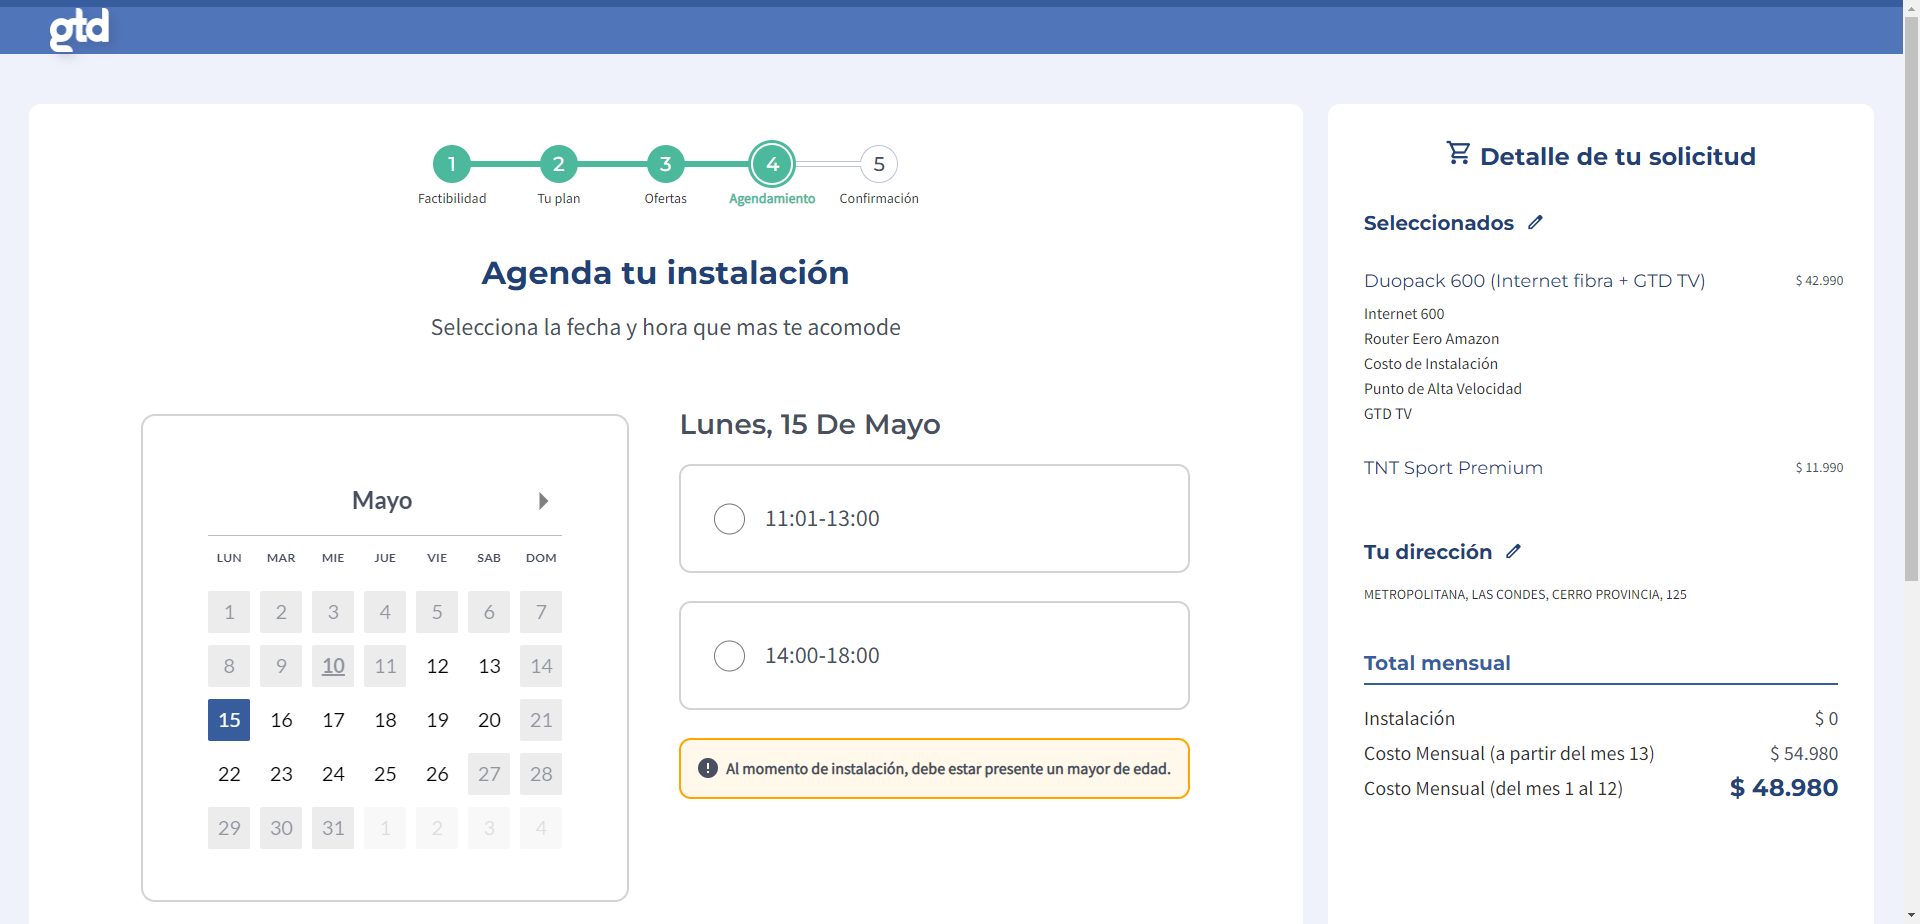 gtd
1 2 3 4 5
Factibilidad Tu plan Ofertas Agendamiento Confirmación
Agenda tu instalación
Selecciona la fecha y hora que mas te acomode
Mayo
LUN MAR MIE JUE VIE SAB DOM
1 2 3 4 5 6 7
8 9 10 11 12 13 14
15 16 17 18 19 20 21
22 23 24 25 26 27 28
29 30 31 1 2 3 4
Lunes, 15 De Mayo
11:01-13:00
14:00-18:00
Al momento de instalación, debe estar presente un mayor de edad.
Detalle de tu solicitud
Seleccionados
Duopack 600 (Internet fibra + GTD TV) $ 42.990
Internet 600
Router Eero Amazon
Costo de Instalación
Punto de Alta Velocidad
GTD TV
TNT Sport Premium $ 11.990
Tu dirección
METROPOLITANA, LAS CONDES, CERRO PROVINCIA, 125
Total mensual
Instalación $ 0
Costo Mensual (a partir del mes 13) $ 54.980
Costo Mensual (del mes 1 al 12) $ 48.980